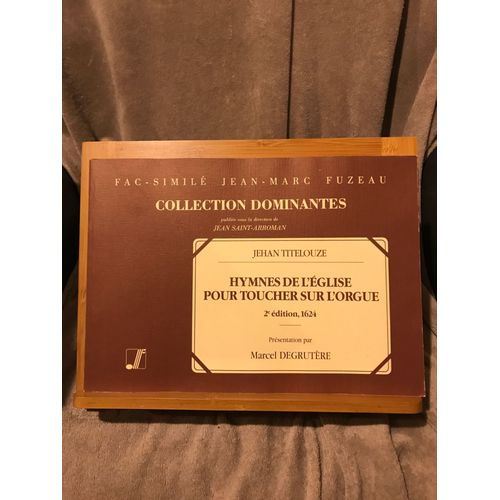 FAC-SIMILÉ JEAN-MARC FUZEAU
COLLECTION DOMINANTES
publiée sous la direction de
JEAN SAINT-ARROMAN
JEHAN TITELOUZE
HYMNES DE L'ÉGLISE
POUR TOUCHER SUR L'ORGUE
2e édition, 1624
Présentation par
Marcel DEGRUTÈRE